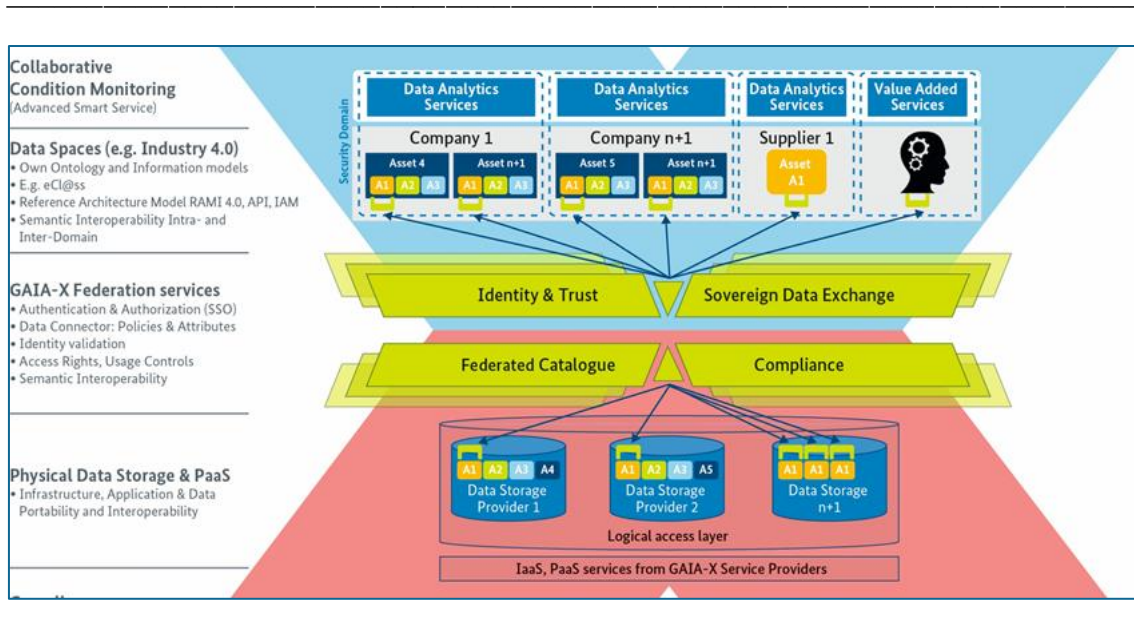 Collaborative
Condition Monitoring
(Advanced Smart Service)
Data Spaces (e.g. Industry 4.0)
• Own Ontology and Information models
• E.g. eCl@ss
• Reference Architecture Model RAMI 4.0, API, IAM
• Semantic Interoperability Intra- and
Inter-Domain
GAIA-X Federation services
• Authentication & Authorization (SSO)
• Data Connector: Policies & Attributes
• Identity validation
• Access Rights, Usage Controls
• Semantic Interoperability
Physical Data Storage & PaaS
• Infrastructure, Application & Data
Portability and Interoperability
Security Domain
Data Analytics
Services
Data Analytics
Services
Data Analytics
Services
Value Added
Services
Company 1
Company n+1
Supplier 1
Asset 4
A1 A2 A3
Asset n+1
A1 A2 A3
Asset 5
A1 A2 A3
Asset n+1
A1 A2 A3
Asset
A1
Identity & Trust
Sovereign Data Exchange
Federated Catalogue
Compliance
A1 A2 A3 A4
Data Storage
Provider 1
A1 A2 A3 A5
Data Storage
Provider 2
A1 A1 A1
Data Storage
n+1
Logical access layer
IaaS, PaaS services from GAIA-X Service Providers